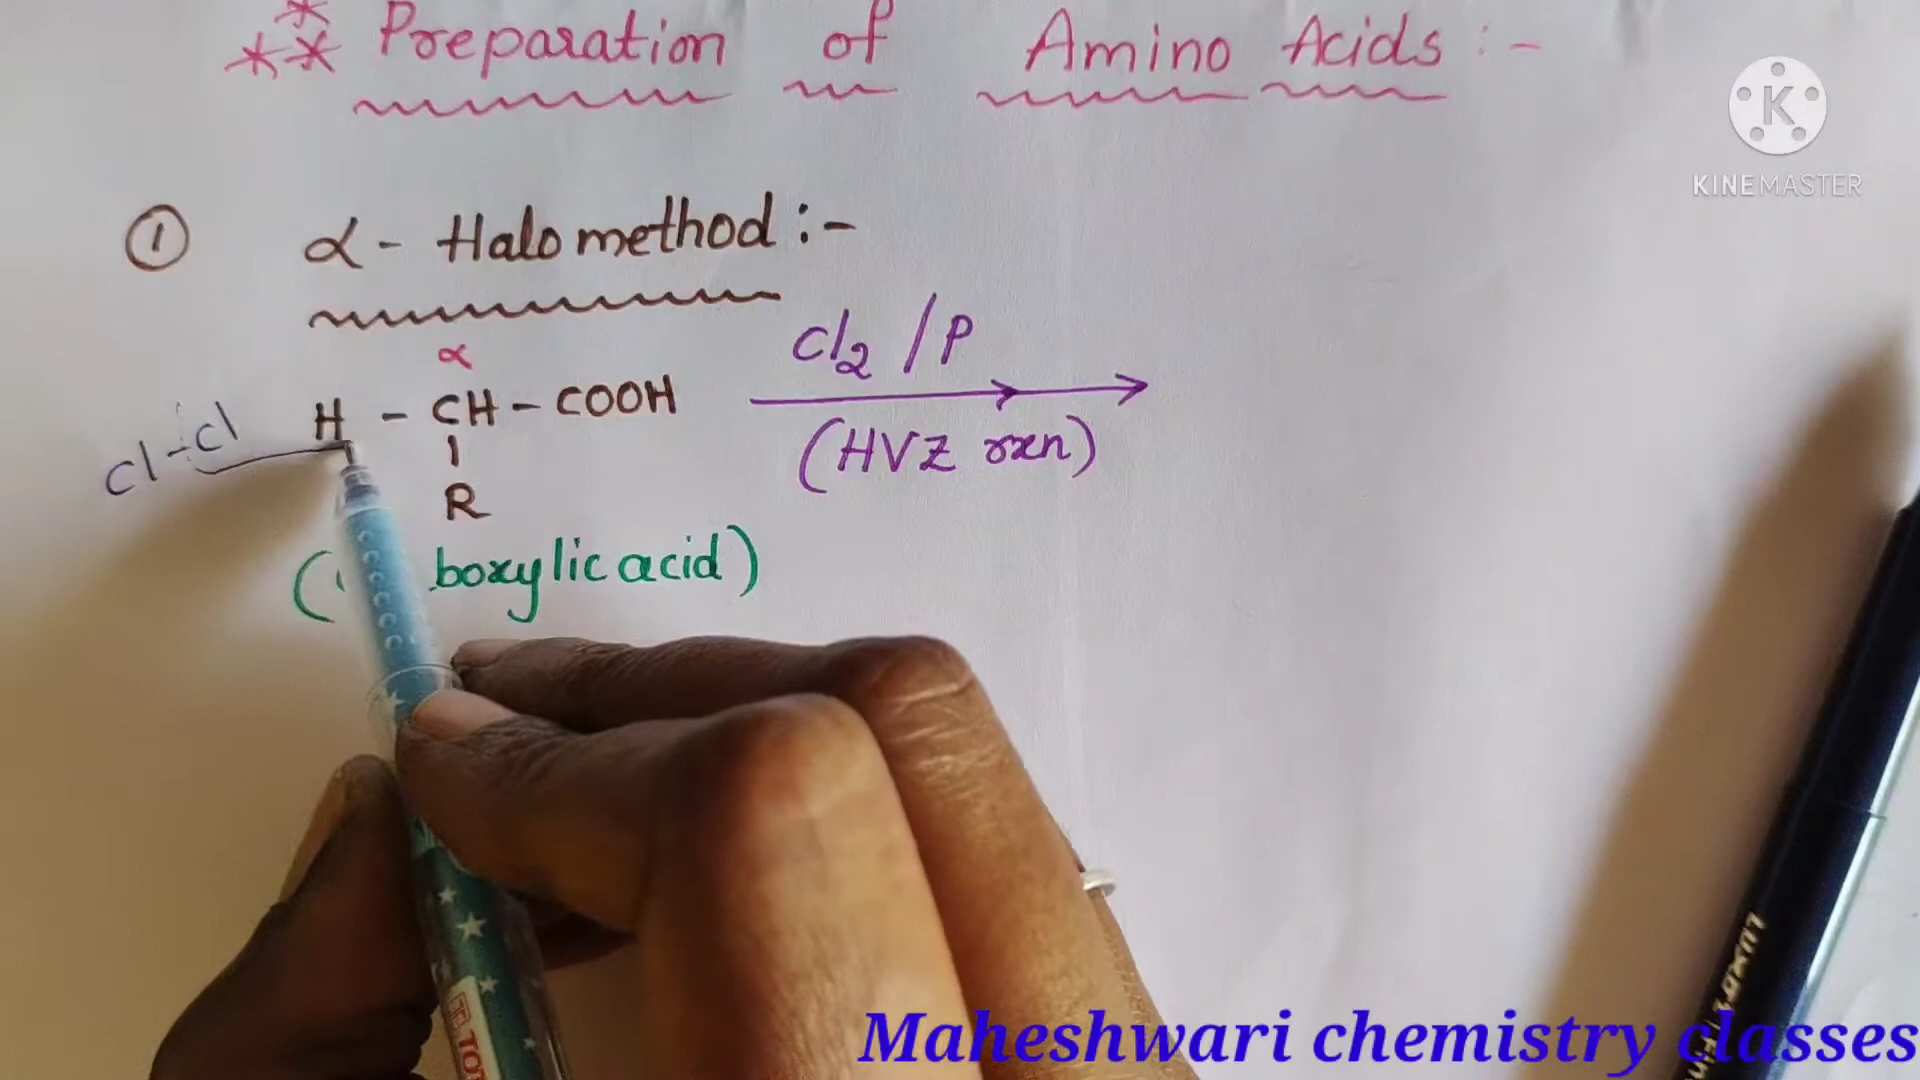 ** Preparation of Amino Acids :-
*
KINEMASTER
① α - Halo method :-
α
Cl2 / P
Cl-Cl H - CH - COOH
(HVZ rxn)
R
boxylic acid)
Maheshwari chemistry classes